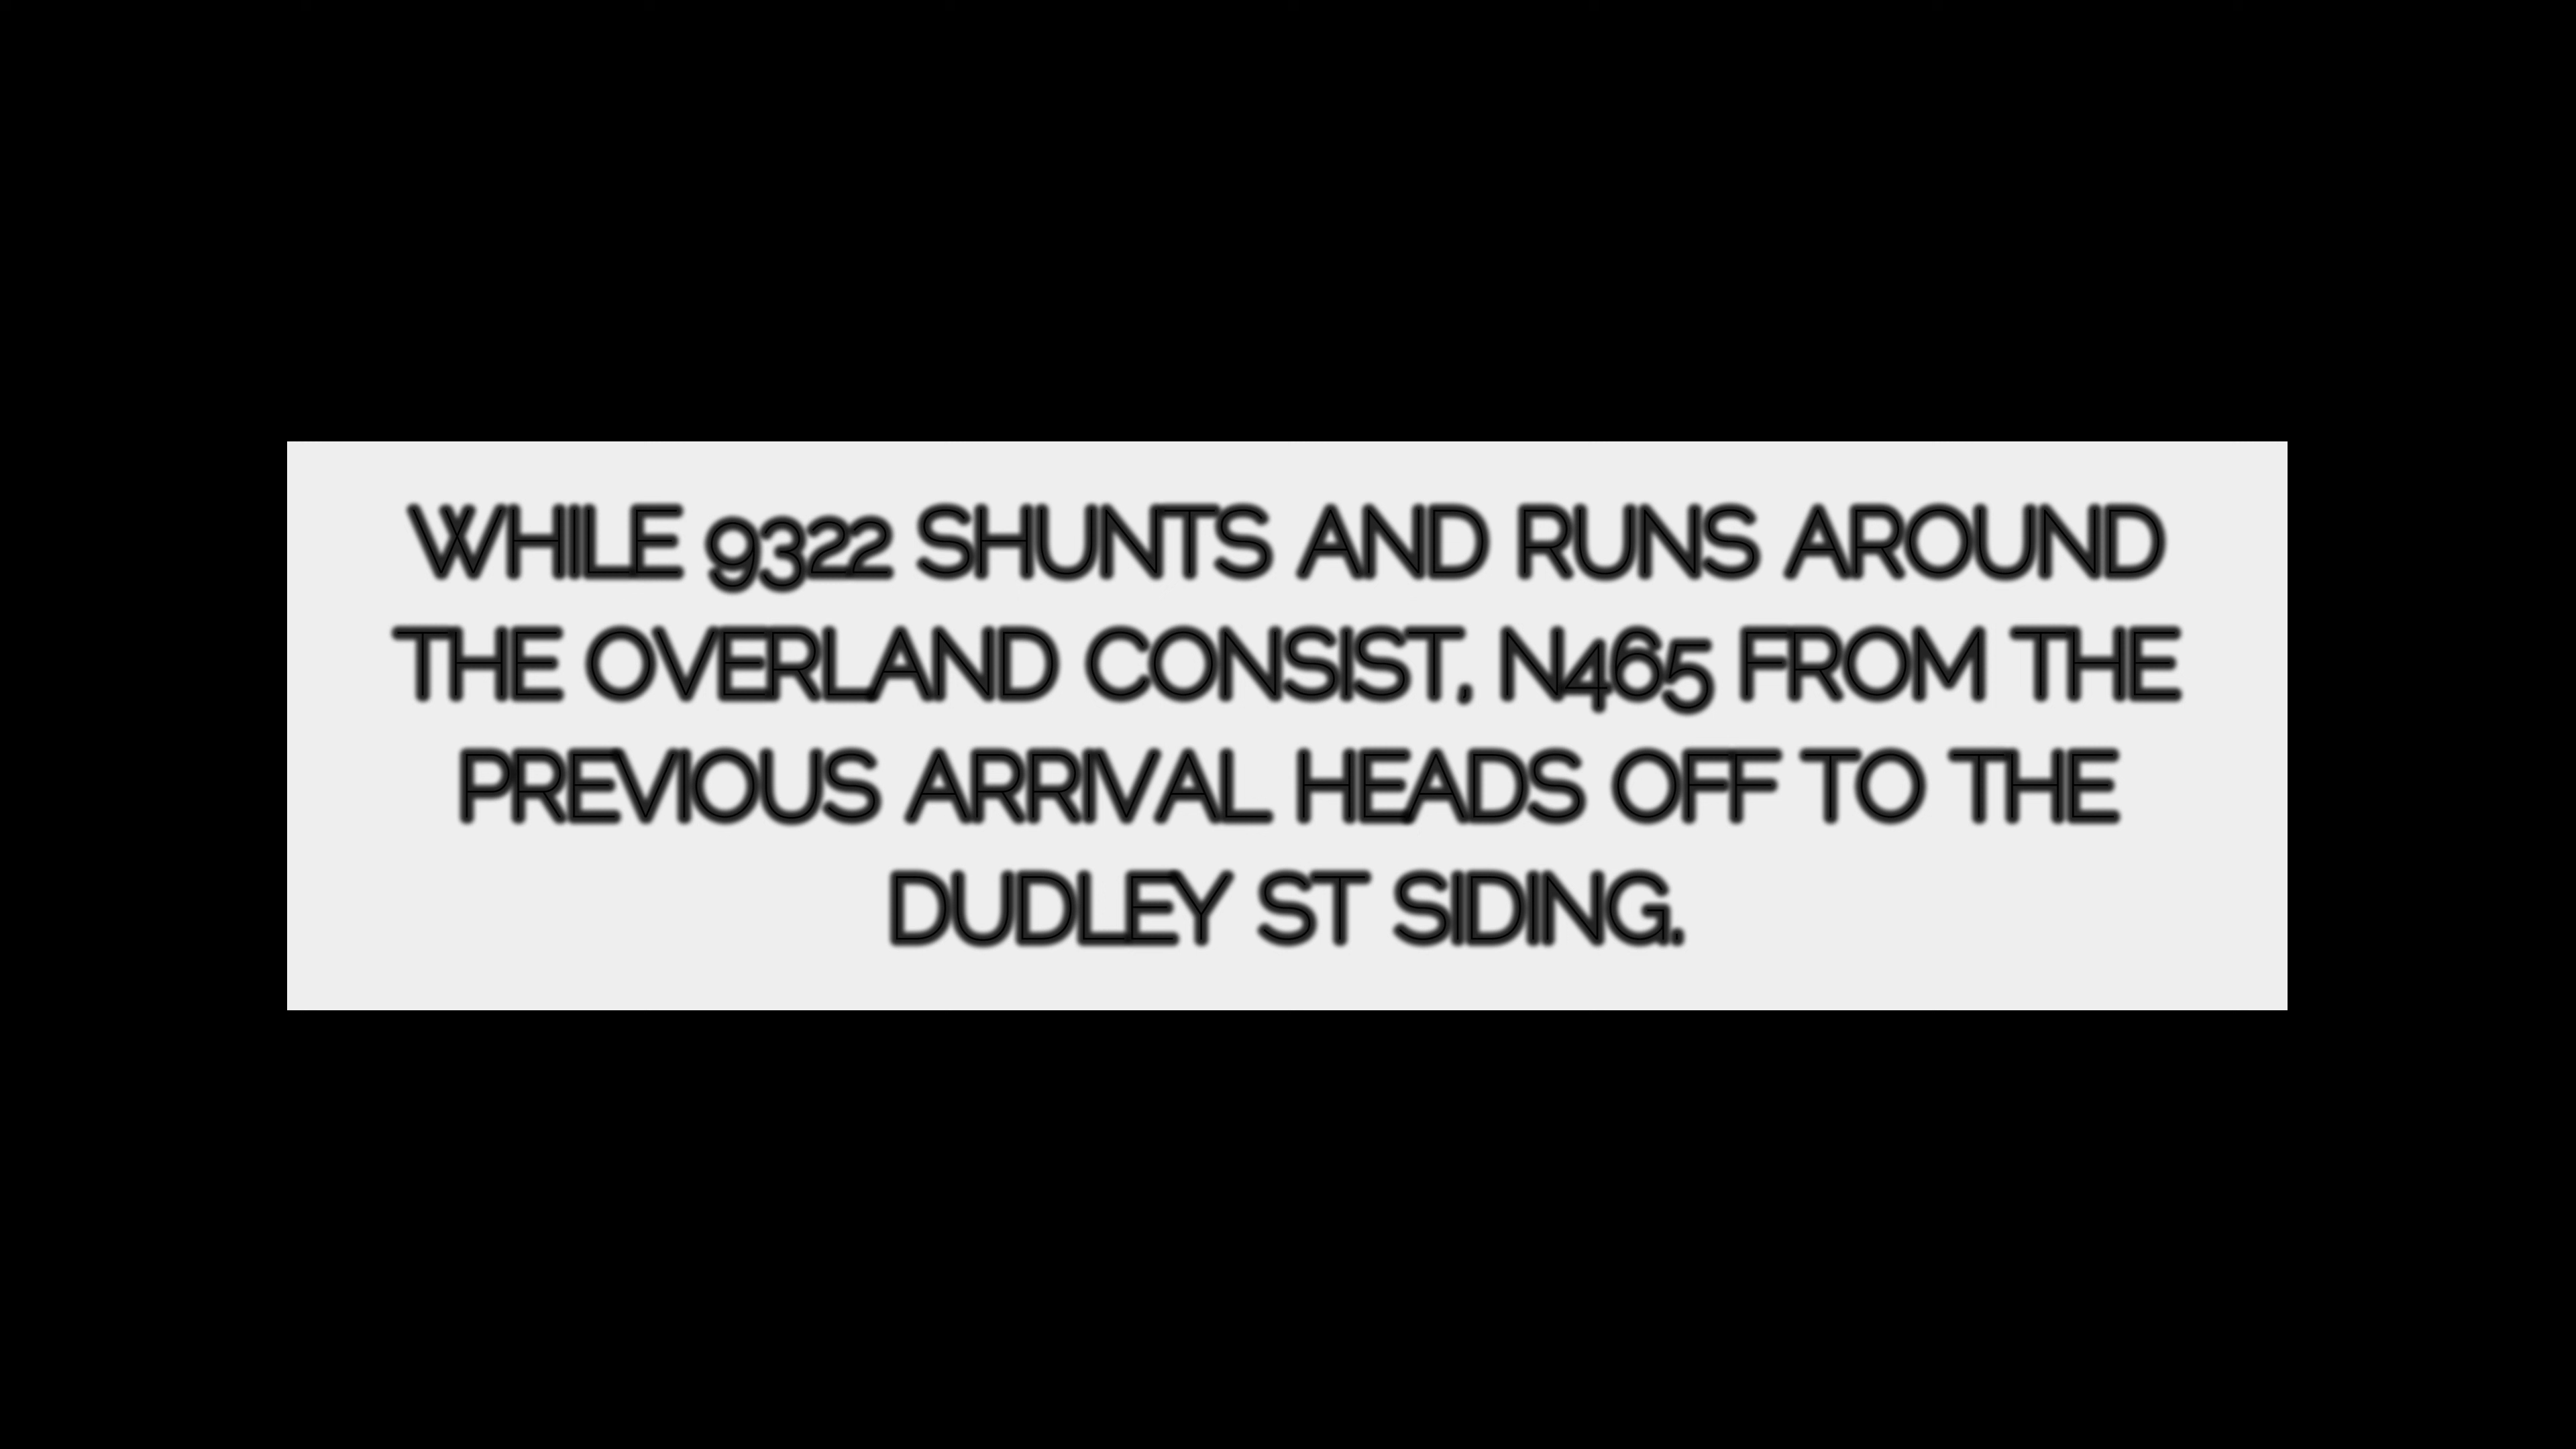 WHILE 9322 SHUNTS AND RUNS AROUND
THE OVERLAND CONSIST, N465 FROM THE
PREVIOUS ARRIVAL HEADS OFF TO THE
DUDLEY ST SIDING.